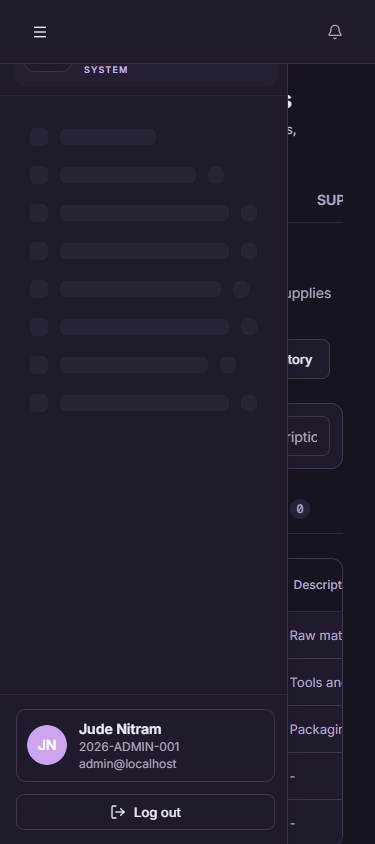 SYSTEM
s
s,
SUP
upplies
tory
riptic
0
Descript
Raw mat
Tools an
Packagin
-
-
Jude Nitram
JN
2026-ADMIN-001
admin@localhost
Log out